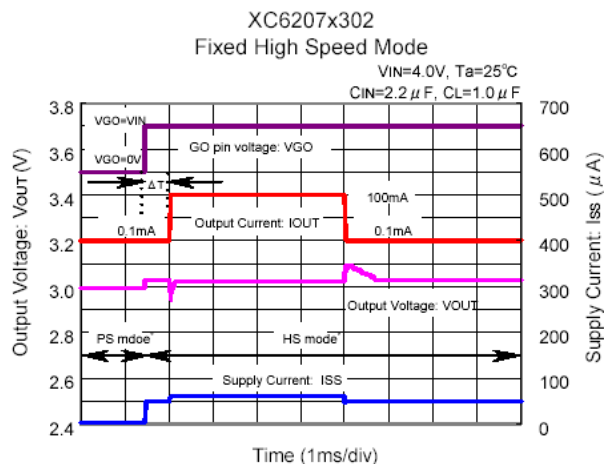 XC6207x302
Fixed High Speed Mode
VIN=4.0V, Ta=25℃
CIN=2.2μF, CL=1.0μF
3.8
3.6
3.4
3.2
3.0
2.8
2.6
2.4
Output Voltage: VOUT (V)
VGO=VIN
VGO=0V
GO pin voltage: VGO
ΔT
100mA
Output Current: IOUT
0.1mA
0.1mA
Output Voltage: VOUT
PS mdoe*
HS mode*
Supply Current: ISS
700
600
500
400
300
200
100
0
Supply Current: ISS (μA)
Time (1ms/div)